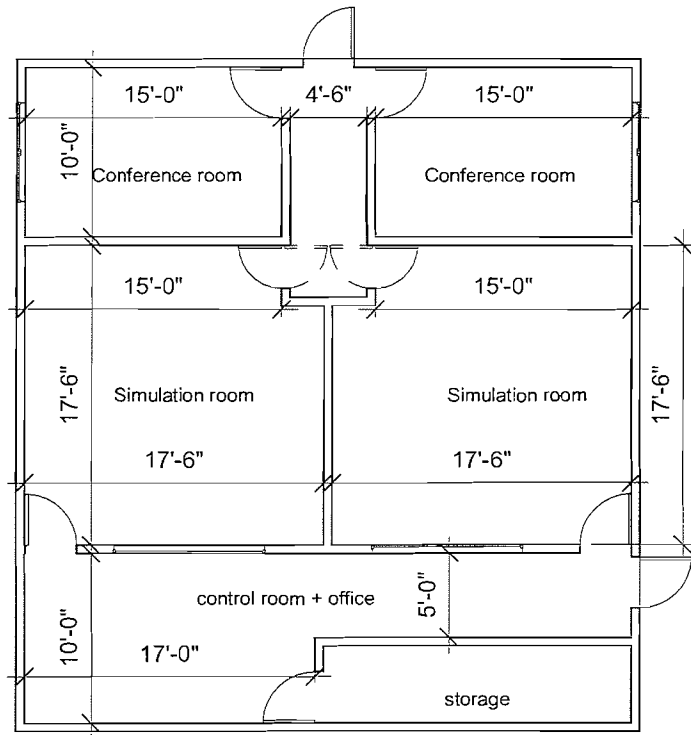 15'-0" 4'-6" 15'-0"
10'-0"
Conference room Conference room
15'-0" 15'-0"
17'-6" 17'-6"
Simulation room Simulation room
17'-6" 17'-6"
control room + office 5'-0"
10'-0" 17'-0"
storage